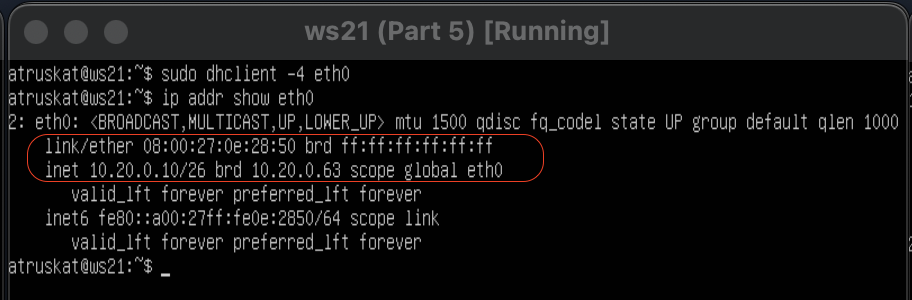 ws21 (Part 5) [Running]
atruskat@ws21:~$ sudo dhclient -4 eth0
atruskat@ws21:~$ ip addr show eth0
2: eth0: <BROADCAST,MULTICAST,UP,LOWER_UP> mtu 1500 qdisc fq_codel state UP group default qlen 1000
link/ether 08:00:27:0e:28:50 brd ff:ff:ff:ff:ff:ff
inet 10.20.0.10/26 brd 10.20.0.63 scope global eth0
valid_lft forever preferred_lft forever
inet6 fe80::a00:27ff:fe0e:2850/64 scope link
valid_lft forever preferred_lft forever
atruskat@ws21:~$ _